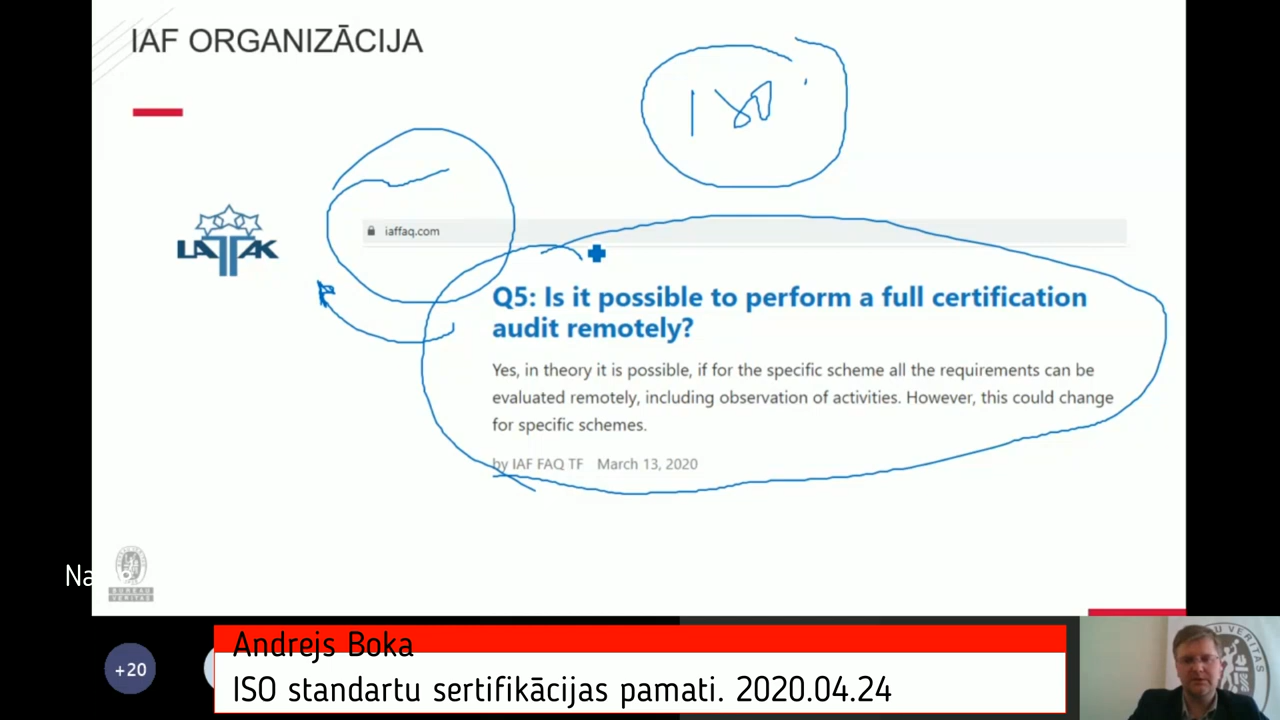 IAF ORGANIZĀCIJA
ISO
LATAK
iaffaq.com
Q5: Is it possible to perform a full certification
audit remotely?
Yes, in theory it is possible, if for the specific scheme all the requirements can be
evaluated remotely, including observation of activities. However, this could change
for specific schemes.
by IAF FAQ TF March 13, 2020
Na
BUREAU
VERITAS
+20
Andrejs Boka
ISO standartu sertifikācijas pamati. 2020.04.24
VERITAS